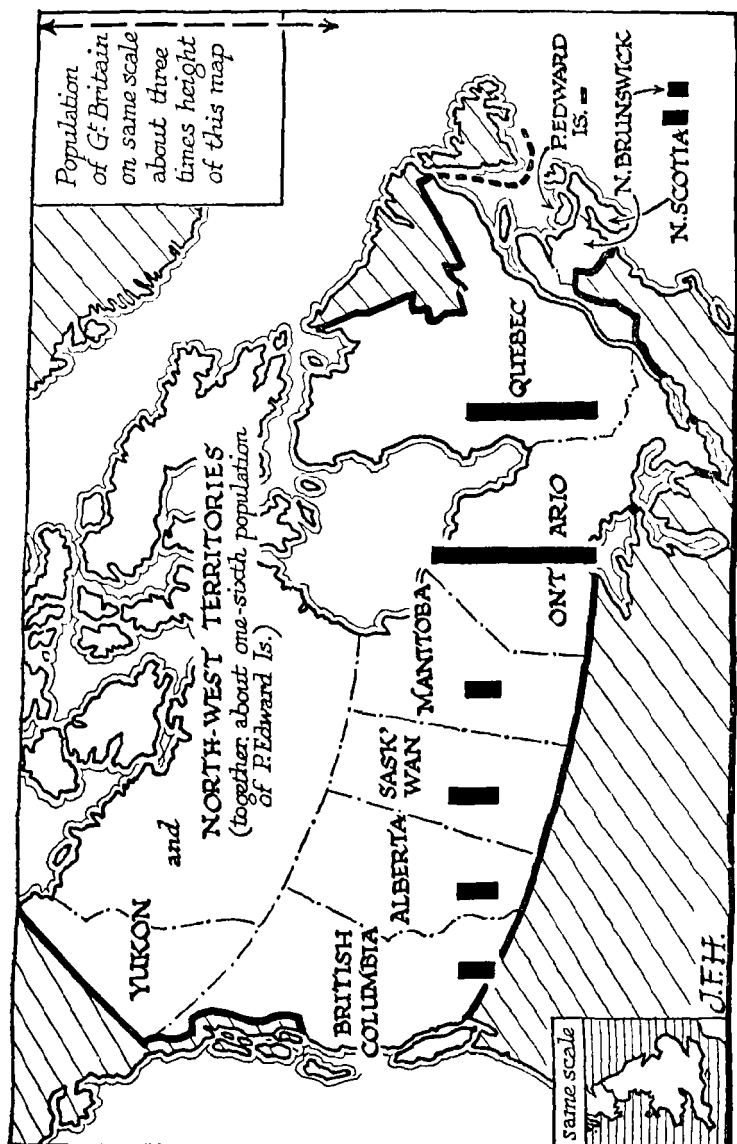 Population
of Gt. Britain
on same scale
about three
times height
of this map
YUKON
and
NORTH-WEST TERRITORIES
(together about one-sixth population
of P. Edward Is.)
BRITISH
COLUMBIA
ALBERTA
SASK'
WAN
MANITOBA
ONTARIO
QUEBEC
P. EDWARD
IS.
N. BRUNSWICK
N. SCOTIA
same scale
J.F.H.